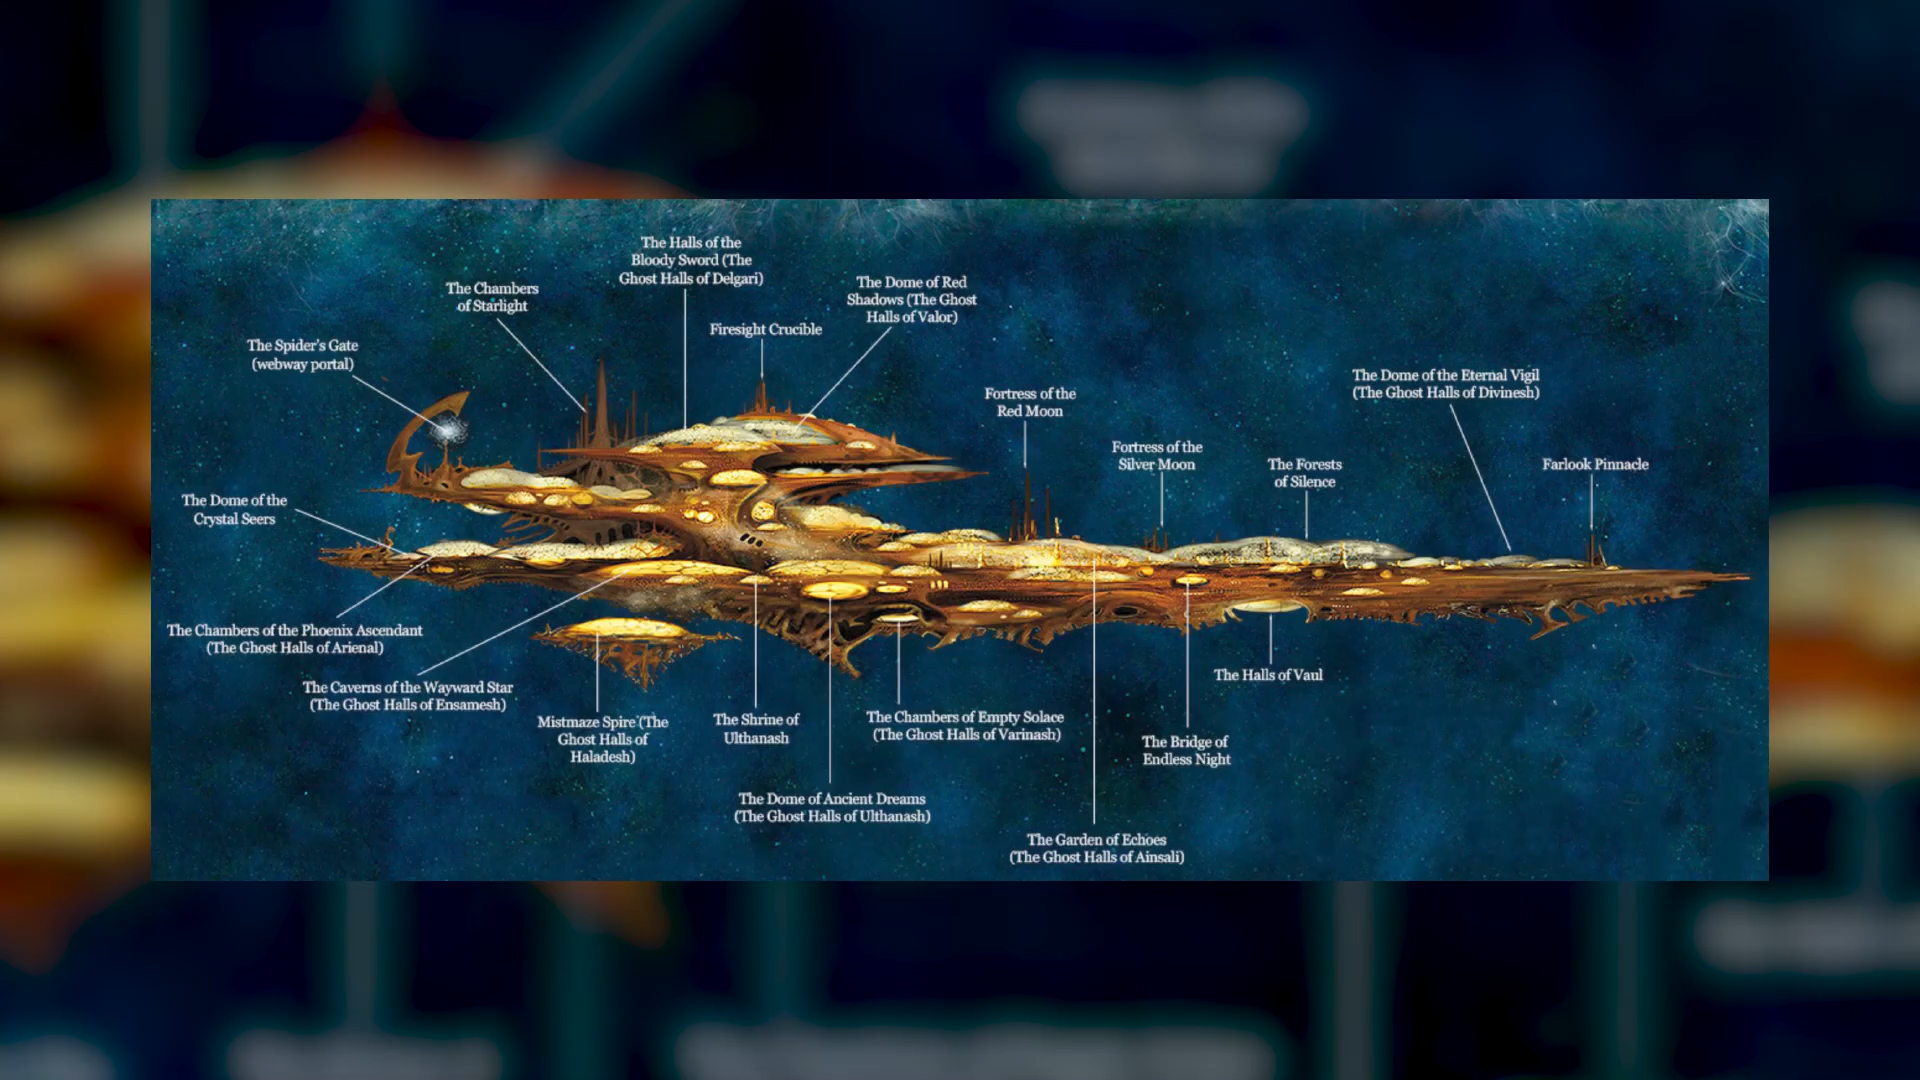 The Halls of the
Bloody Sword (The
Ghost Halls of Delgari)
The Chambers
of Starlight
The Dome of Red
Shadows (The Ghost
Halls of Valor)
Firesight Crucible
The Spider's Gate
(webway portal)
Fortress of the
Red Moon
The Dome of the Eternal Vigil
(The Ghost Halls of Divinesh)
Fortress of the
Silver Moon
The Forests
of Silence
Farlook Pinnacle
The Dome of the
Crystal Seers
The Chambers of the Phoenix Ascendant
(The Ghost Halls of Arienal)
The Caverns of the Wayward Star
(The Ghost Halls of Ensamesh)
Mistmaze Spire (The
Ghost Halls of
Haladesh)
The Shrine of
Ulthanash
The Chambers of Empty Solace
(The Ghost Halls of Varinash)
The Halls of Vaul
The Bridge of
Endless Night
The Dome of Ancient Dreams
(The Ghost Halls of Ulthanash)
The Garden of Echoes
(The Ghost Halls of Ainsali)